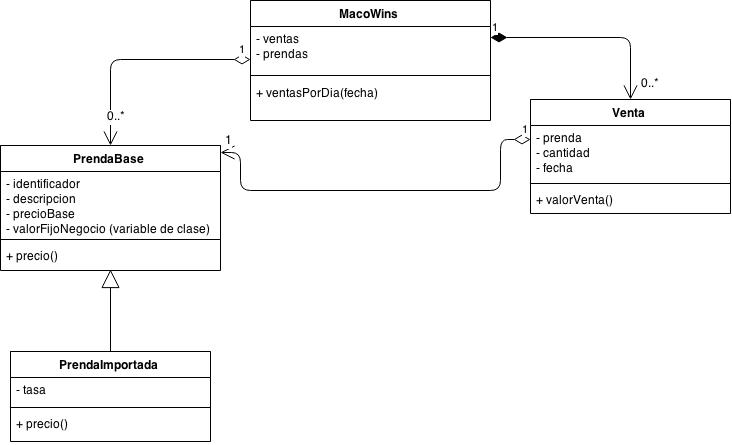 MacoWins
- ventas
- prendas
+ ventasPorDia(fecha)
1
1
0..*
0..*
Venta
- prenda
- cantidad
- fecha
+ valorVenta()
1
1
PrendaBase
- identificador
- descripcion
- precioBase
- valorFijoNegocio (variable de clase)
+ precio()
PrendaImportada
- tasa
+ precio()